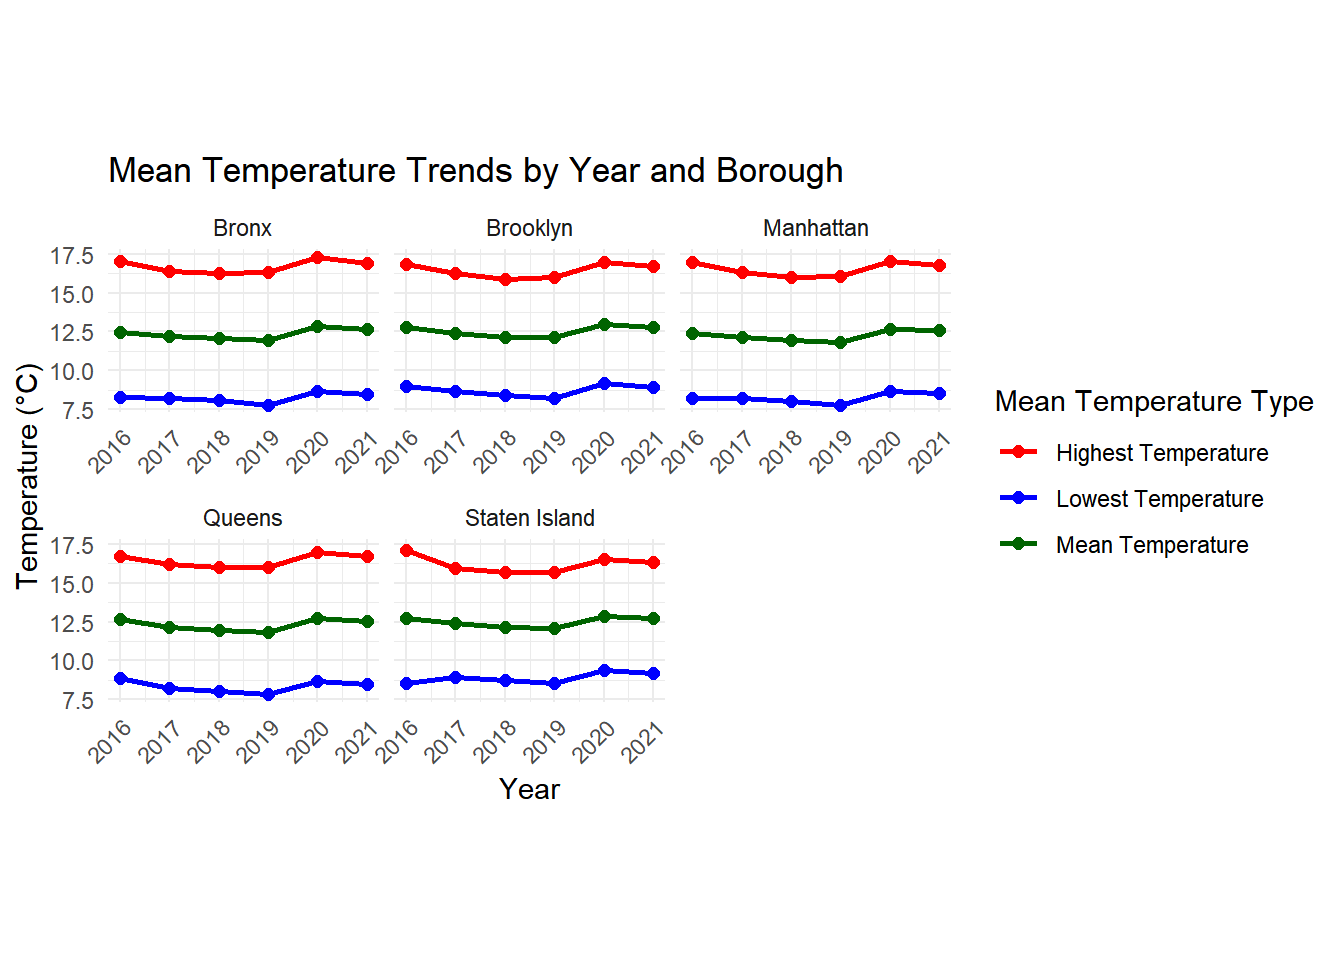 Mean Temperature Trends by Year and Borough
Bronx
Brooklyn
Manhattan
17.5
15.0
12.5
10.0
7.5
2016 2017 2018 2019 2020 2021
2016 2017 2018 2019 2020 2021
2016 2017 2018 2019 2020 2021
Temperature (°C)
Queens
Staten Island
17.5
15.0
12.5
10.0
7.5
2016 2017 2018 2019 2020 2021
2016 2017 2018 2019 2020 2021
Year
Mean Temperature Type
Highest Temperature
Lowest Temperature
Mean Temperature